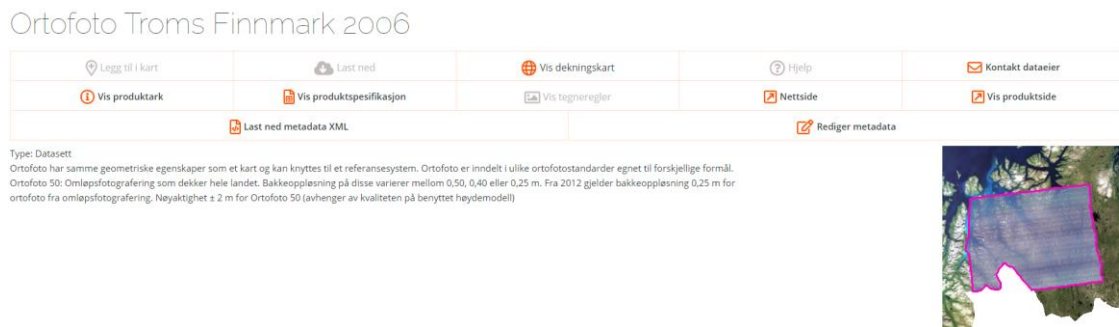 Ortofoto Troms Finnmark 2006
Legg til i kart
Last ned
Vis dekningskart
Hjelp
Kontakt dataeier
Vis produktark
Vis produktspesifikasjon
Vis tegneregler
Nettside
Vis produktside
Last ned metadata XML
Rediger metadata
Type: Datasett
Ortofoto har samme geometriske egenskaper som et kart og kan knyttes til et referansesystem. Ortofoto er inndelt i ulike ortofotostandarder egnet til forskjellige formål.
Ortofoto 50: Omløpsfotografering som dekker hele landet. Bakkeoppløsning på disse varierer mellom 0,50, 0,40 eller 0,25 m. Fra 2012 gjelder bakkeoppløsning 0,25 m for
ortofoto fra omløpsfotografering. Nøyaktighet ± 2 m for Ortofoto 50 (avhenger av kvaliteten på benyttet høydemodell)